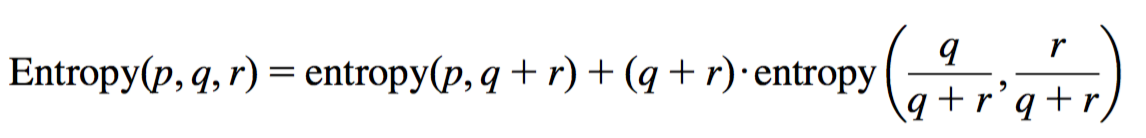 Entropy(p, q, r) = entropy(p, q + r) + (q + r)·entropy(q/(q + r), r/(q + r))